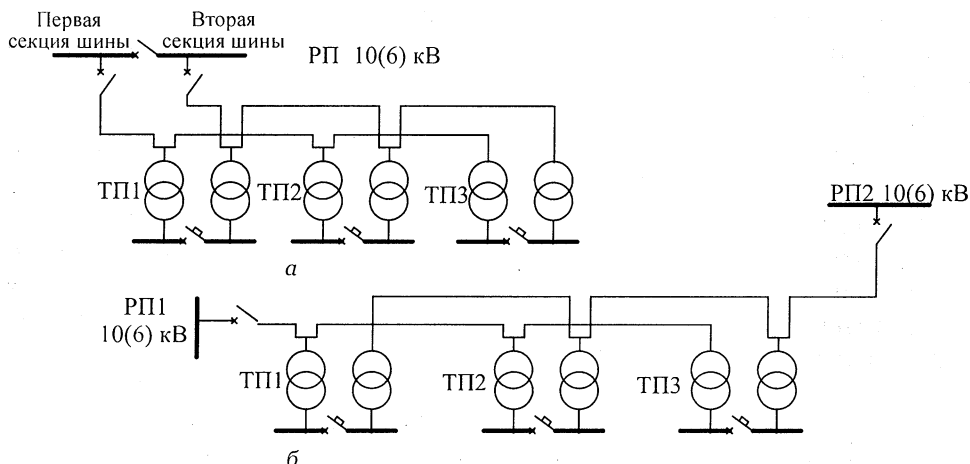 Первая
секция шины
Вторая
секция шины
РП 10(6) кВ
ТП1
ТП2
ТП3
РП2 10(6) кВ
а
РП1
10(6) кВ
ТП1
ТП2
ТП3
б